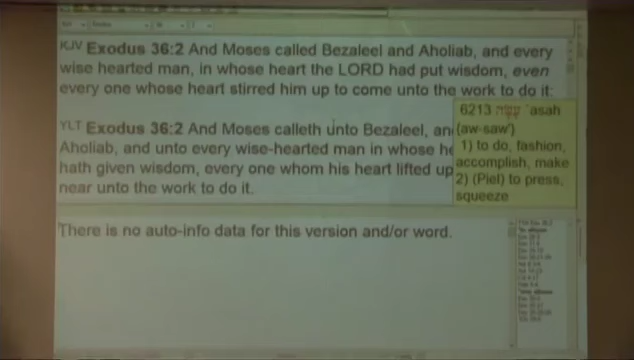 KJV Exodus 36:2 And Moses called Bezaleel and Aholiab, and every
wise hearted man, in whose heart the LORD had put wisdom, even
every one whose heart stirred him up to come unto the work to do it:
YLT Exodus 36:2 And Moses calleth unto Bezaleel, an
Aholiab, and unto every wise-hearted man in whose he
hath given wisdom, every one whom his heart lifted up
near unto the work to do it.
6213 עָשָׂה `asah
(aw-saw')
1) to do, fashion,
accomplish, make
2) (Piel) to press,
squeeze
There is no auto-info data for this version and/or word.